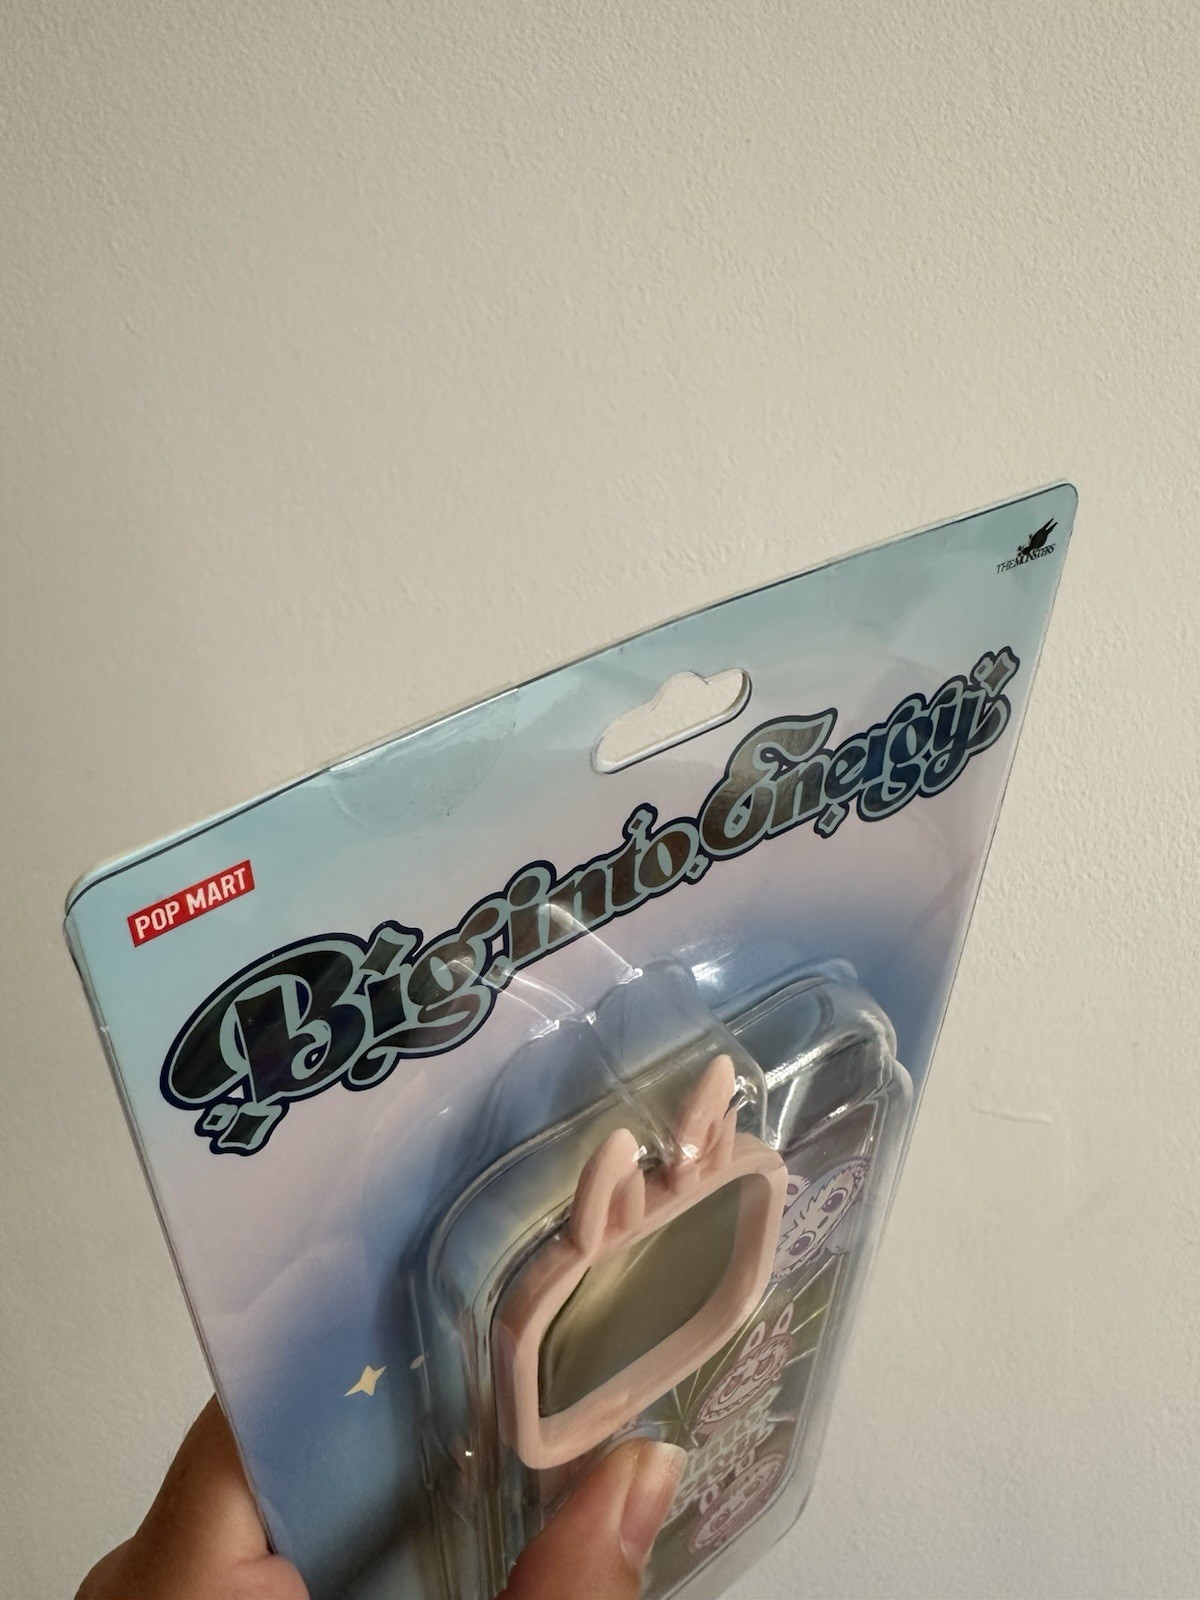 THE MONSTERS
POP MART
Big into Energy